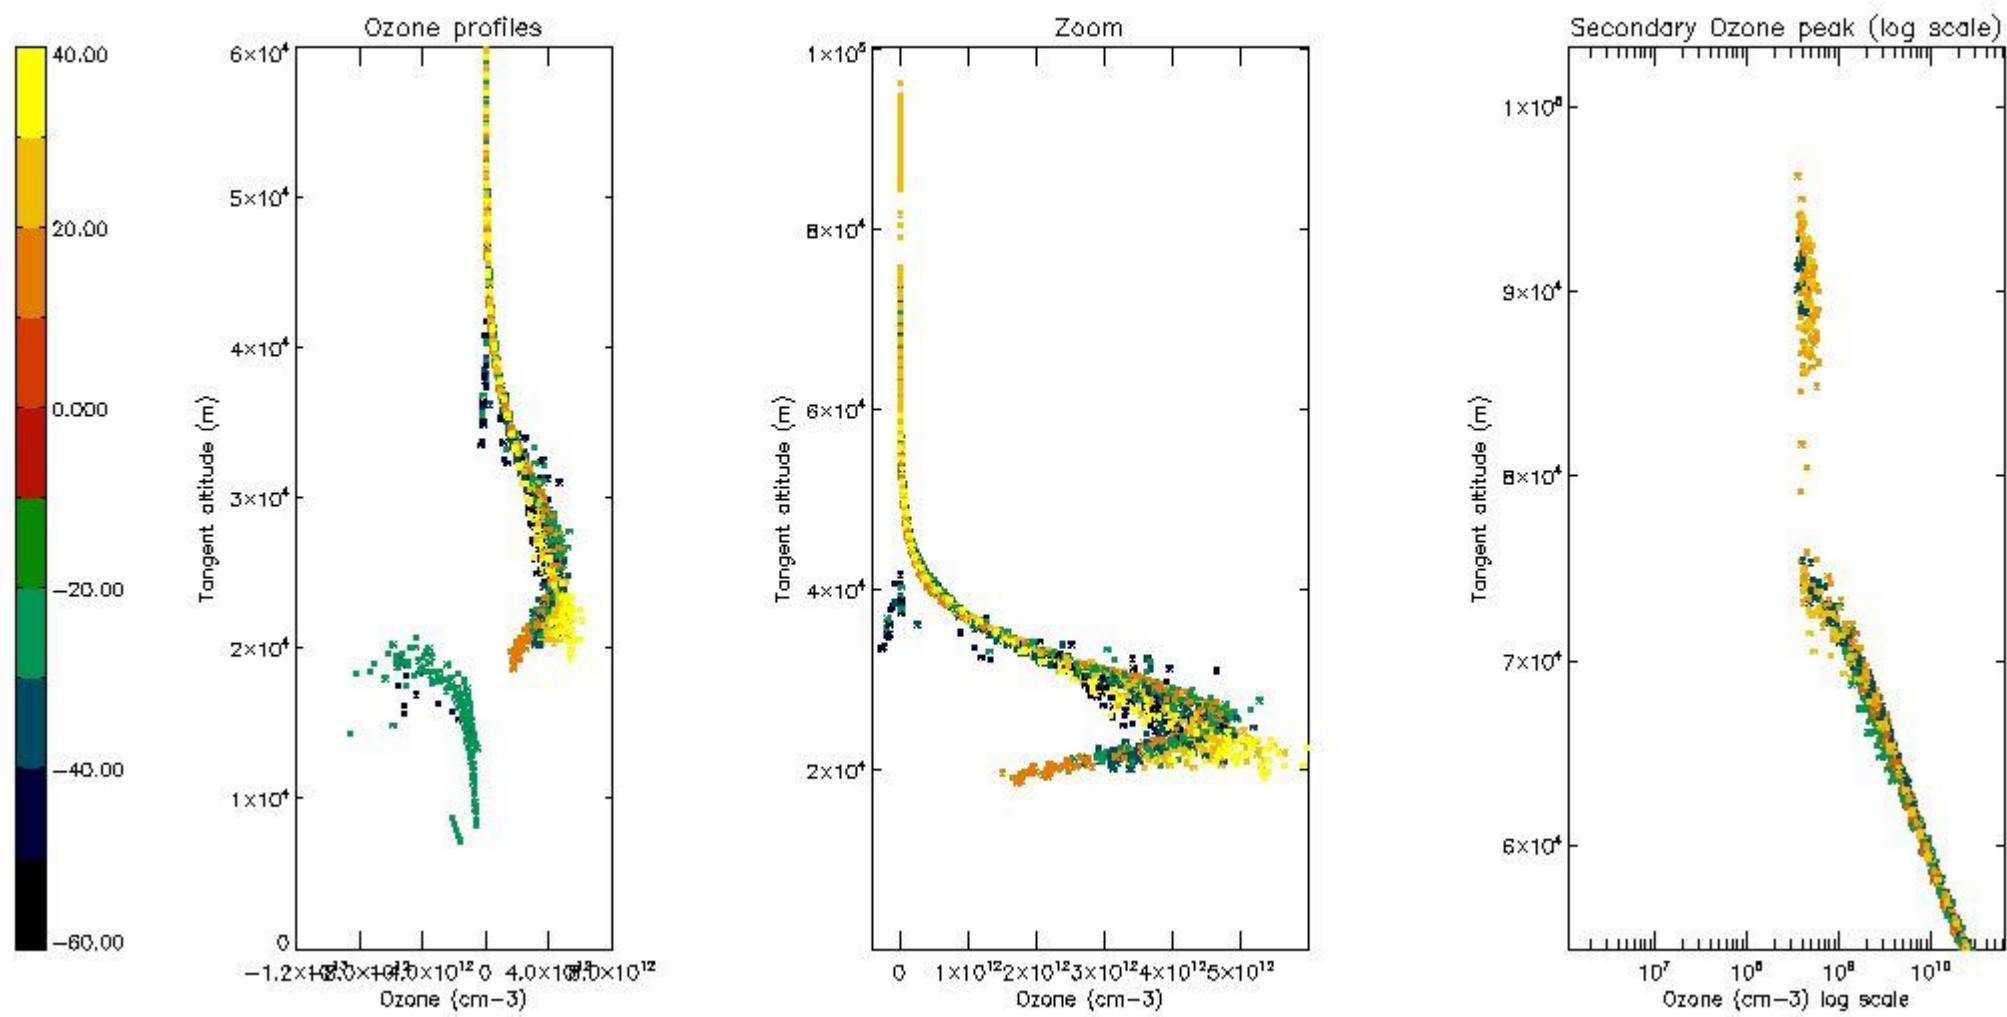 Ozone profiles
Zoom
Secondary Ozone peak (log scale)
40.00
20.00
0.000
−20.00
−40.00
−60.00
6×10⁴
5×10⁴
4×10⁴
3×10⁴
2×10⁴
1×10⁴
0
Tangent altitude (m)
0
Ozone (cm−3)
1×10⁵
8×10⁴
6×10⁴
4×10⁴
2×10⁴
Tangent altitude (m)
0 1×10¹² 2×10¹² 3×10¹² 4×10¹² 5×10¹²
Ozone (cm−3)
9×10⁴
8×10⁴
7×10⁴
6×10⁴
Tangent altitude (m)
10⁷ 10⁸ 10⁹ 10¹⁰
Ozone (cm−3) log scale